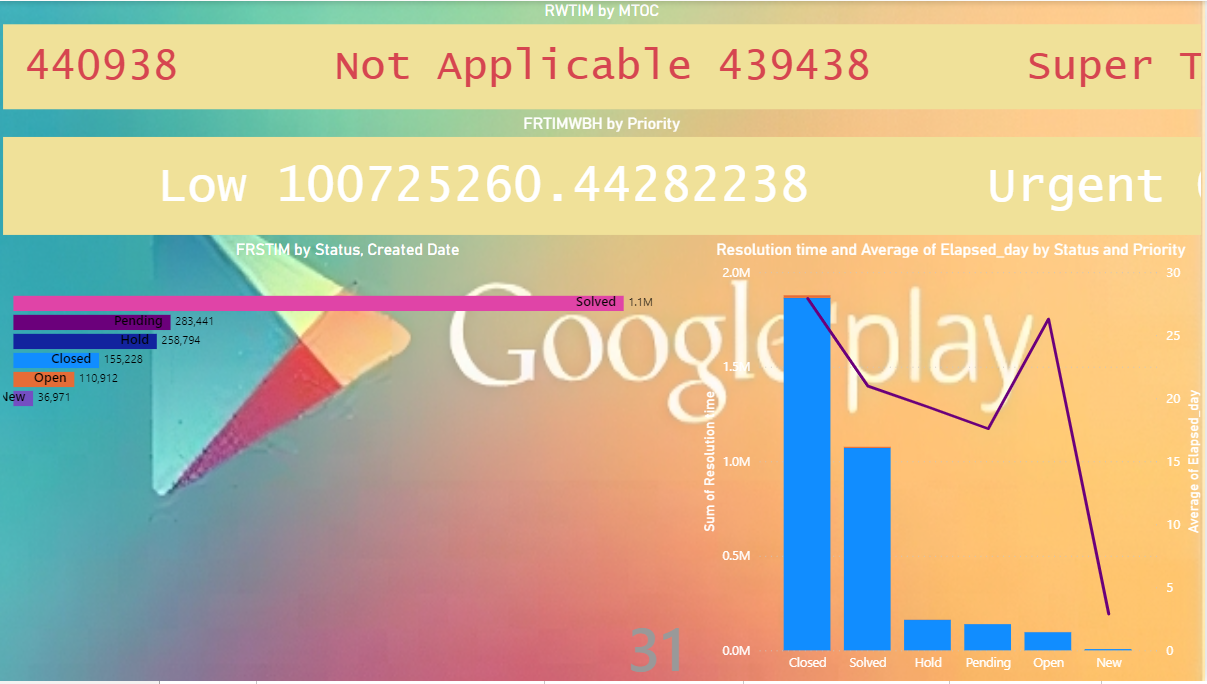 RWTIM by MTOC
440938 Not Applicable 439438 Super T
FRTIMWBH by Priority
Low 100725260.44282238 Urgent
FRSTIM by Status, Created Date
Solved 1.1M
Pending 283,441
Hold 258,794
Closed 155,228
Open 110,912
New 36,971
Google play
31
Resolution time and Average of Elapsed_day by Status and Priority
Sum of Resolution time
2.0M
1.5M
1.0M
0.5M
0.0M
30
25
20
15
10
5
0
Average of Elapsed_day
Closed Solved Hold Pending Open New